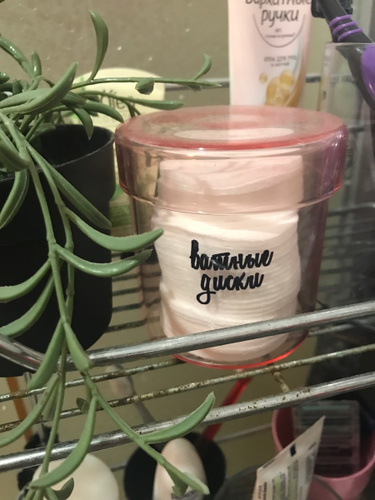 Бархатные
ручки
ватные
диски